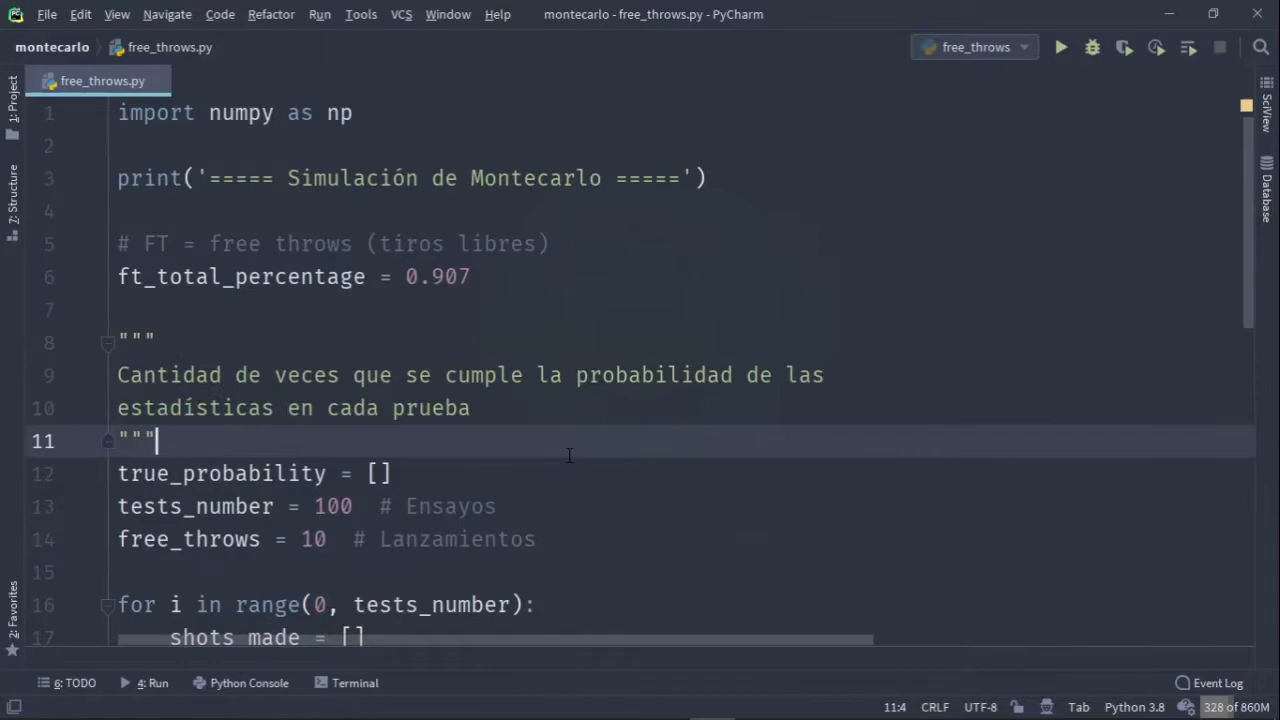 File Edit View Navigate Code Refactor Run Tools VCS Window Help montecarlo - free_throws.py - PyCharm
montecarlo free_throws.py free_throws
1: Project
free_throws.py
SciView
1 import numpy as np
2
3 print('===== Simulación de Montecarlo =====')
Database
7: Structure
4
5 # FT = free throws (tiros libres)
6 ft_total_percentage = 0.907
7
8 """
9 Cantidad de veces que se cumple la probabilidad de las
10 estadísticas en cada prueba
11 """
12 true_probability = []
13 tests_number = 100 # Ensayos
14 free_throws = 10 # Lanzamientos
15
16 for i in range(0, tests_number):
17 shots_made = []
2: Favorites
6: TODO 4: Run Python Console Terminal Event Log
11:4 CRLF UTF-8 Tab Python 3.8 328 of 860M